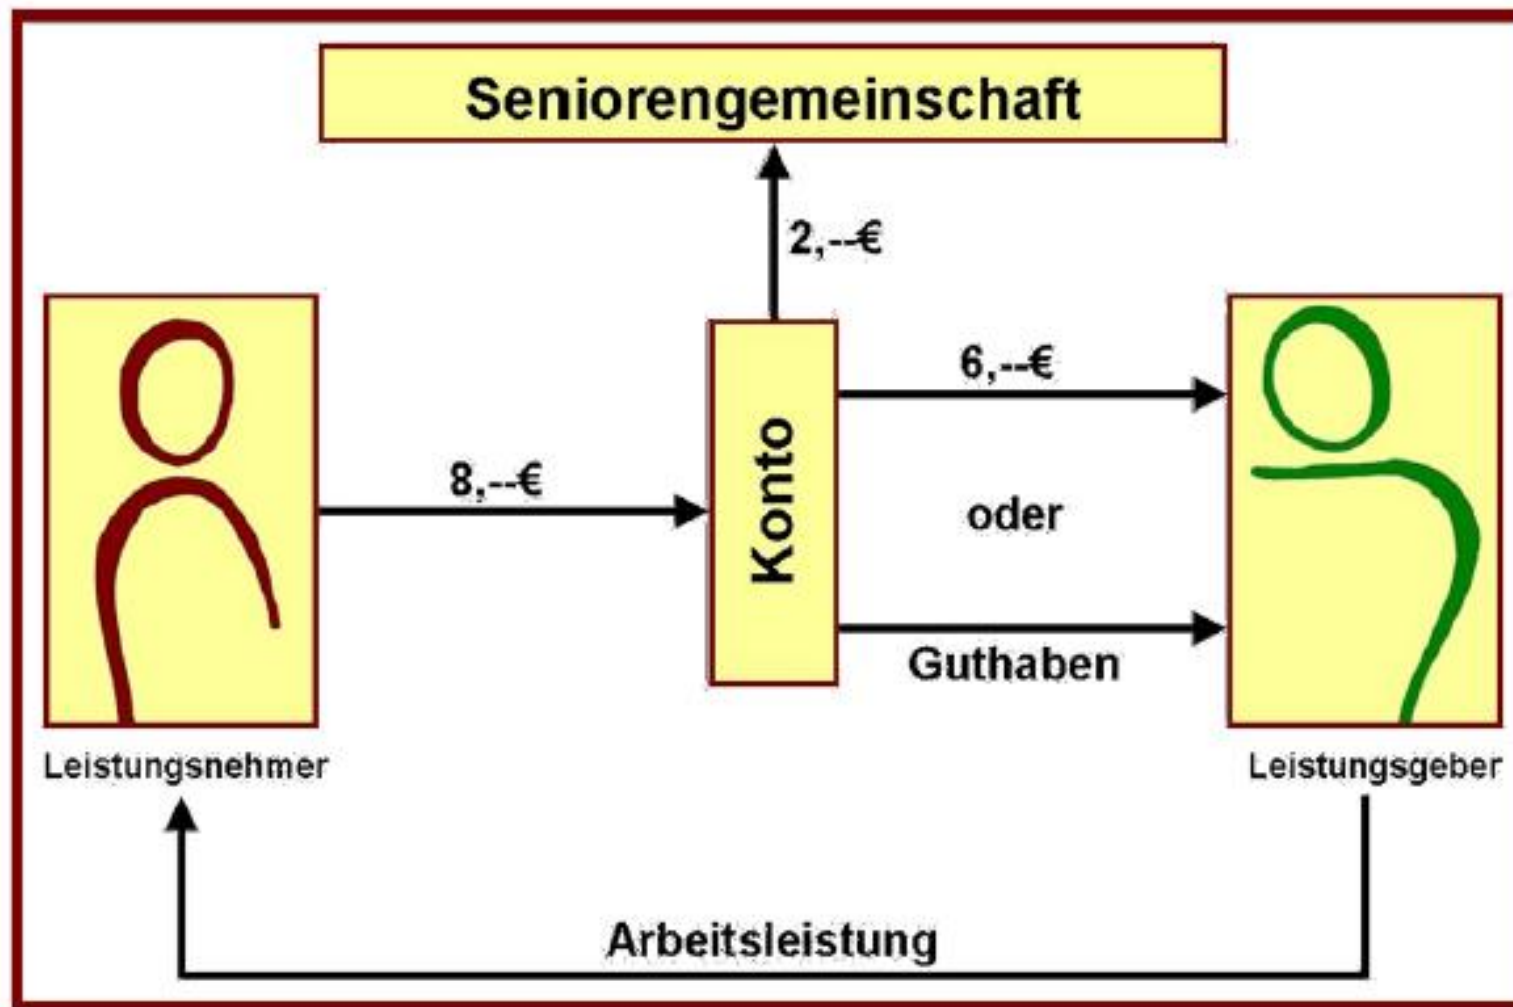 Seniorengemeinschaft
2,--€
6,--€
8,--€
Konto
oder
Guthaben
Leistungsnehmer
Leistungsgeber
Arbeitsleistung